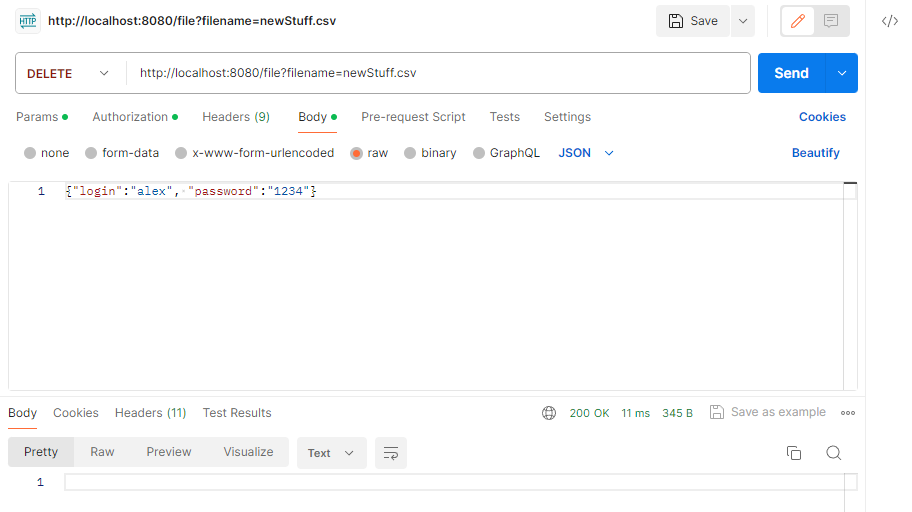 HTTP http://localhost:8080/file?filename=newStuff.csv Save </>
DELETE http://localhost:8080/file?filename=newStuff.csv Send
Params Authorization Headers (9) Body Pre-request Script Tests Settings Cookies
none form-data x-www-form-urlencoded raw binary GraphQL JSON Beautify
1 {"login":"alex", "password":"1234"}
Body Cookies Headers (11) Test Results 200 OK 11 ms 345 B Save as example
Pretty Raw Preview Visualize Text
1